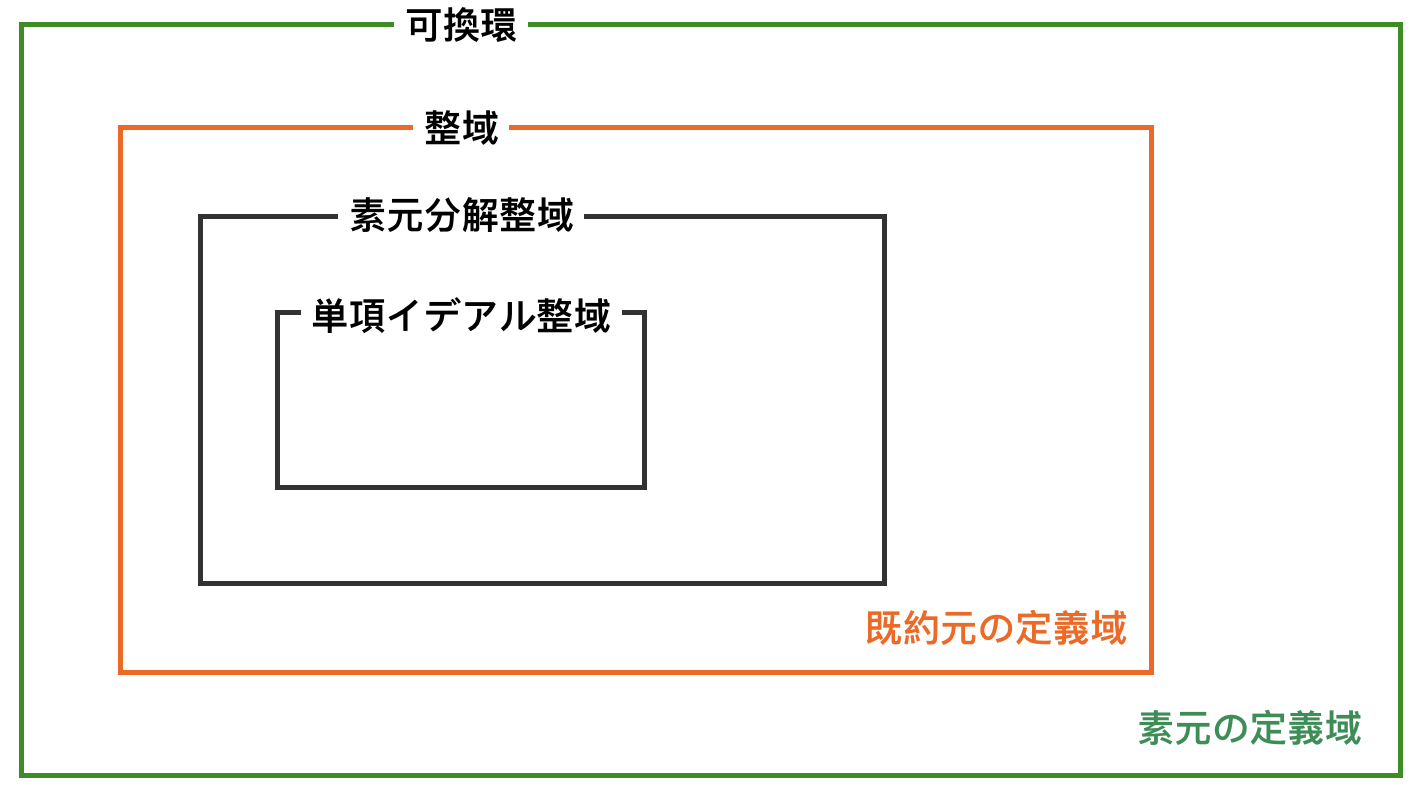 可換環
整域
素元分解整域
単項イデアル整域
既約元の定義域
素元の定義域